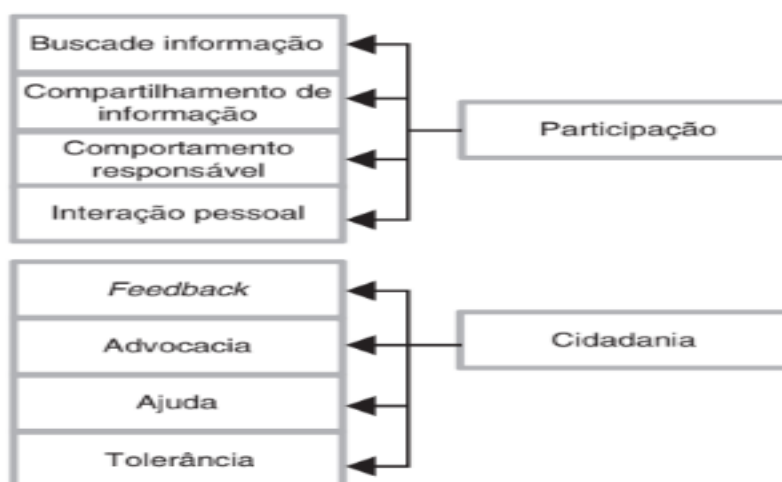 Buscade informação
Compartilhamento de
informação
Comportamento
responsável
Interação pessoal
Participação
Feedback
Advocacia
Ajuda
Tolerância
Cidadania